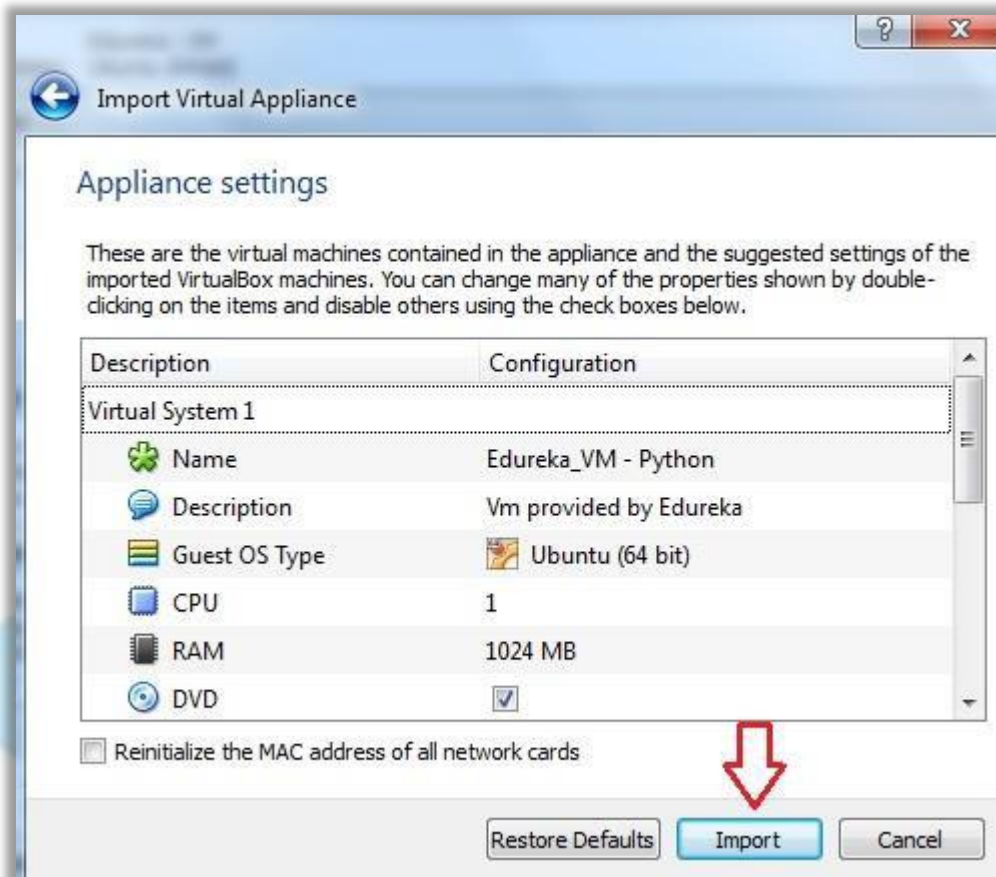 ?
X
Import Virtual Appliance
Appliance settings
These are the virtual machines contained in the appliance and the suggested settings of the
imported VirtualBox machines. You can change many of the properties shown by double-
clicking on the items and disable others using the check boxes below.
Description Configuration
Virtual System 1
Name Edureka_VM - Python
Description Vm provided by Edureka
Guest OS Type Ubuntu (64 bit)
CPU 1
RAM 1024 MB
DVD
Reinitialize the MAC address of all network cards
Restore Defaults Import Cancel